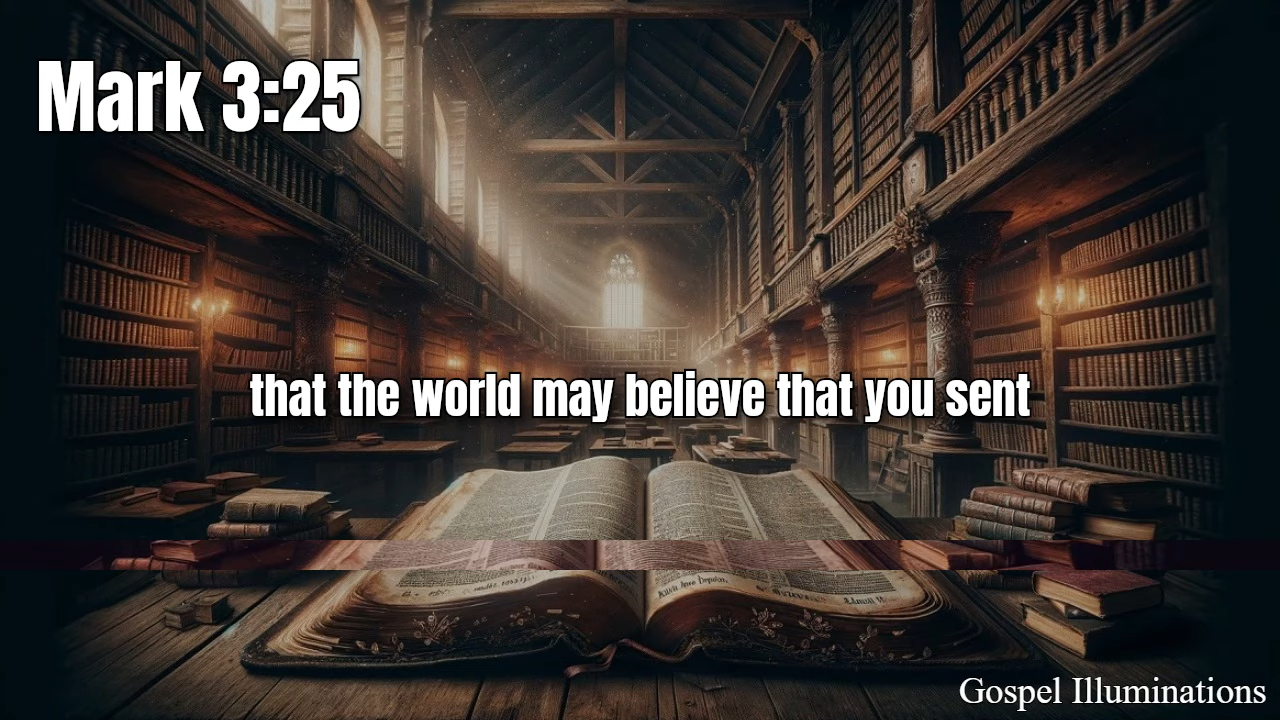 Mark 3:25
that the world may believe that you sent
Gospel Illuminations